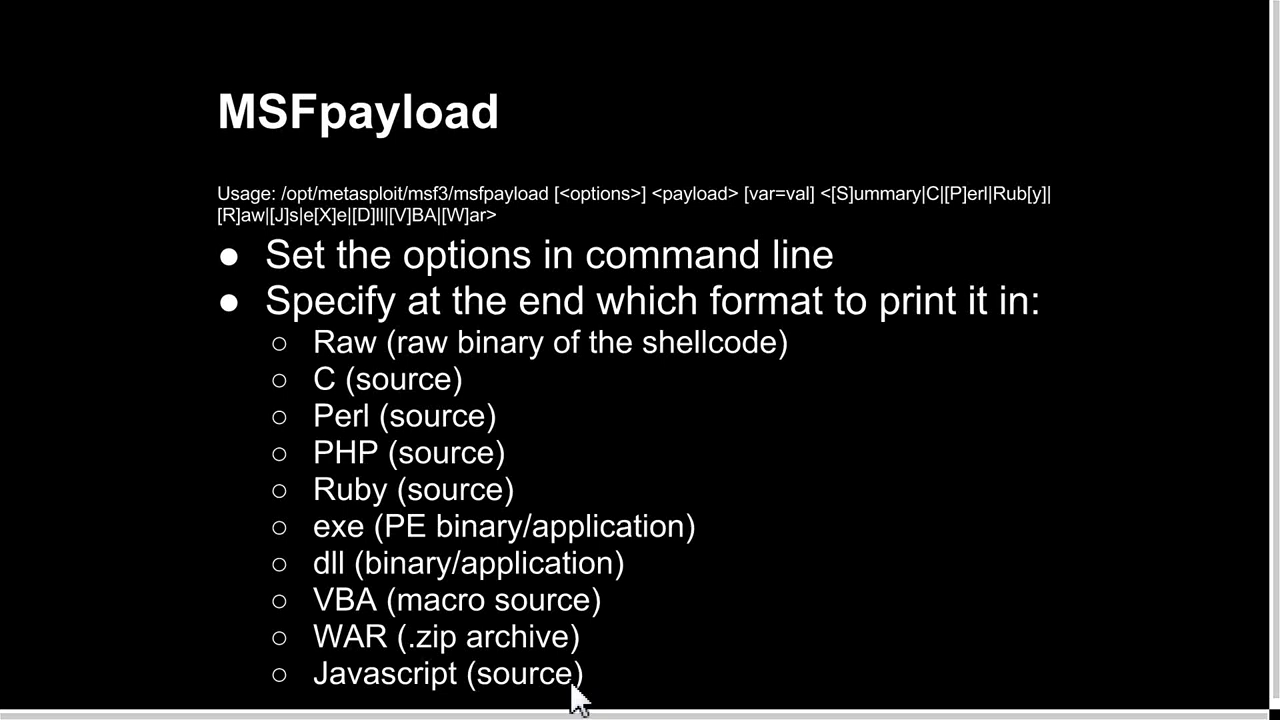 MSFpayload
Usage: /opt/metasploit/msf3/msfpayload [<options>] <payload> [var=val] <[S]ummary|C|[P]erl|Rub[y]|
[R]aw|[J]s|e[X]e|[D]ll|[V]BA|[W]ar>
● Set the options in command line
● Specify at the end which format to print it in:
○ Raw (raw binary of the shellcode)
○ C (source)
○ Perl (source)
○ PHP (source)
○ Ruby (source)
○ exe (PE binary/application)
○ dll (binary/application)
○ VBA (macro source)
○ WAR (.zip archive)
○ Javascript (source)